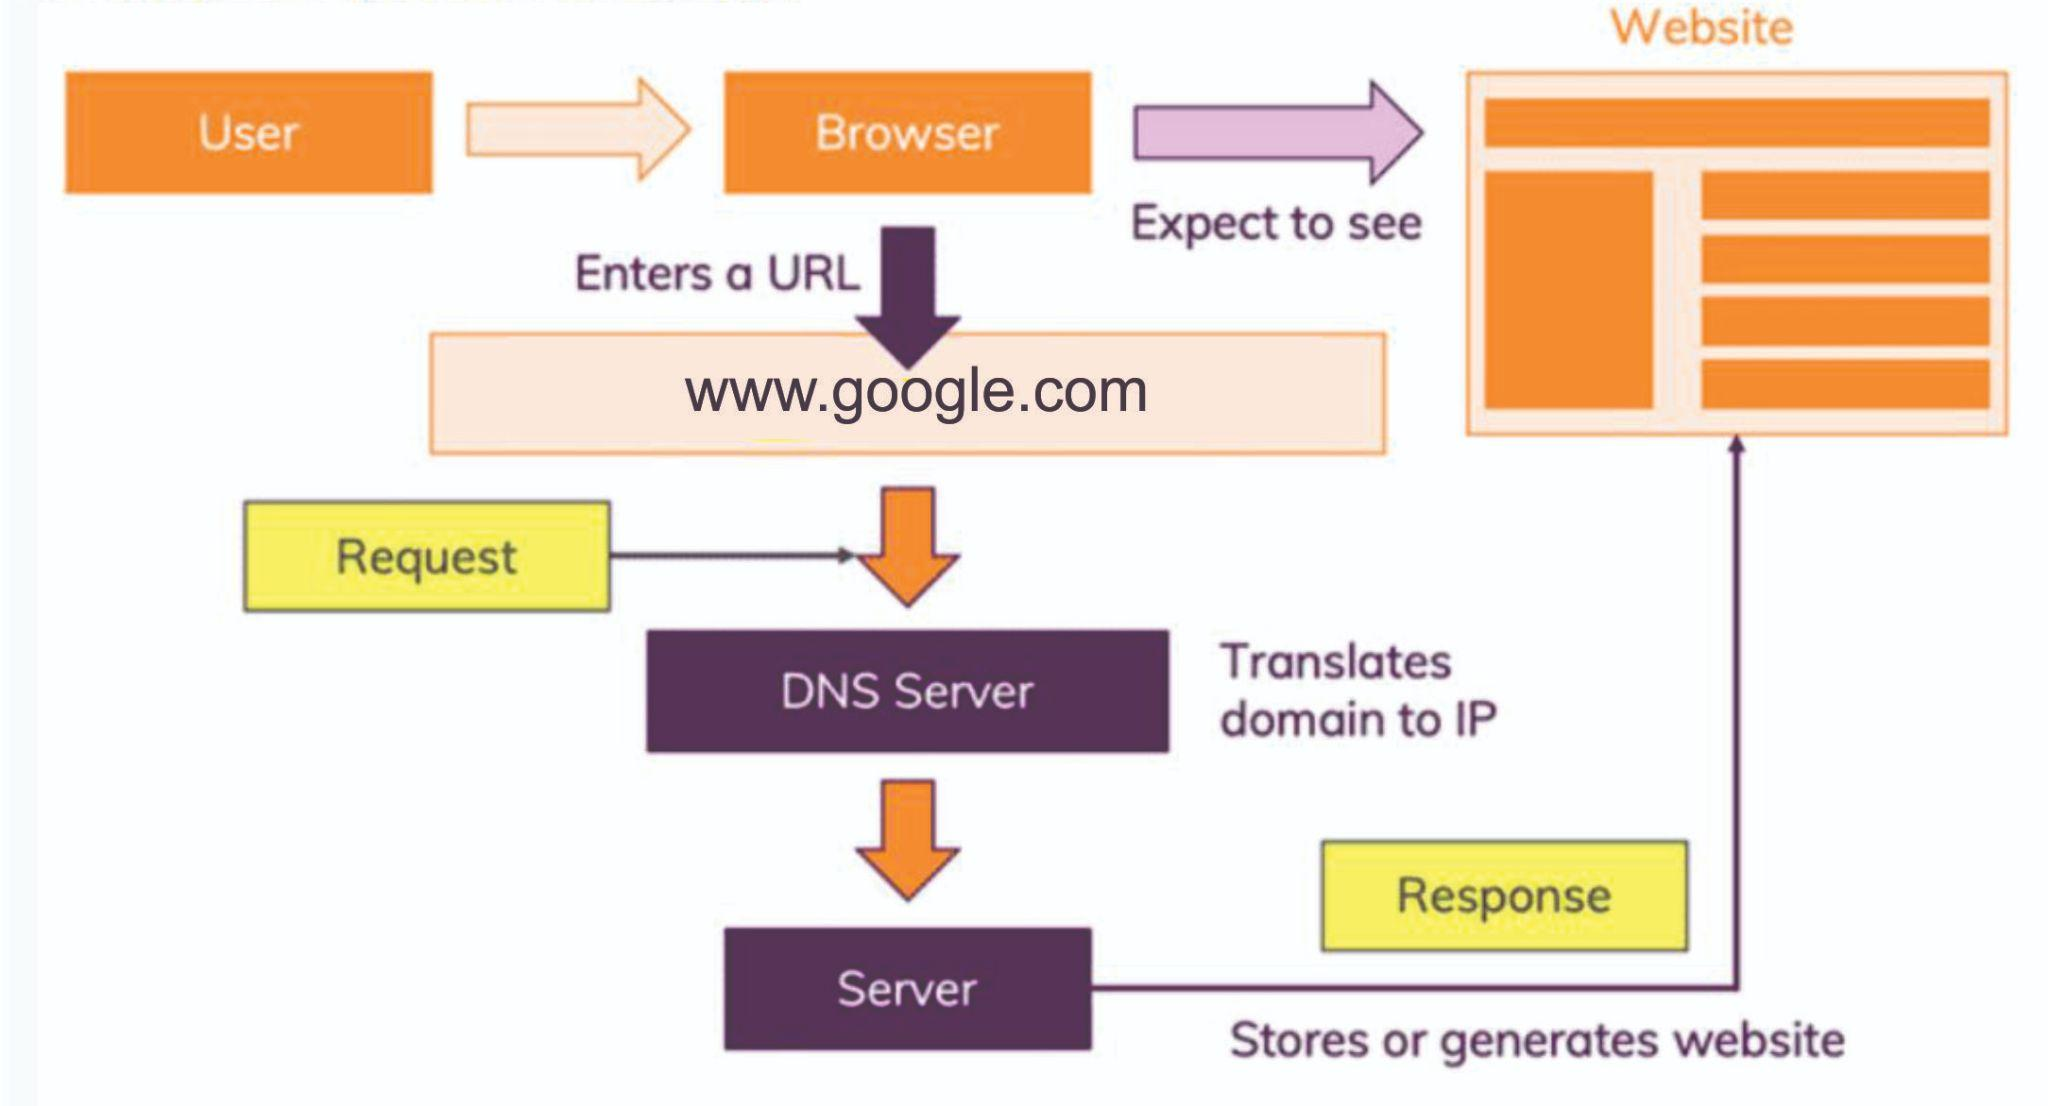 Website
User
Browser
Expect to see
Enters a URL
www.google.com
Request
DNS Server
Translates
domain to IP
Response
Server
Stores or generates website